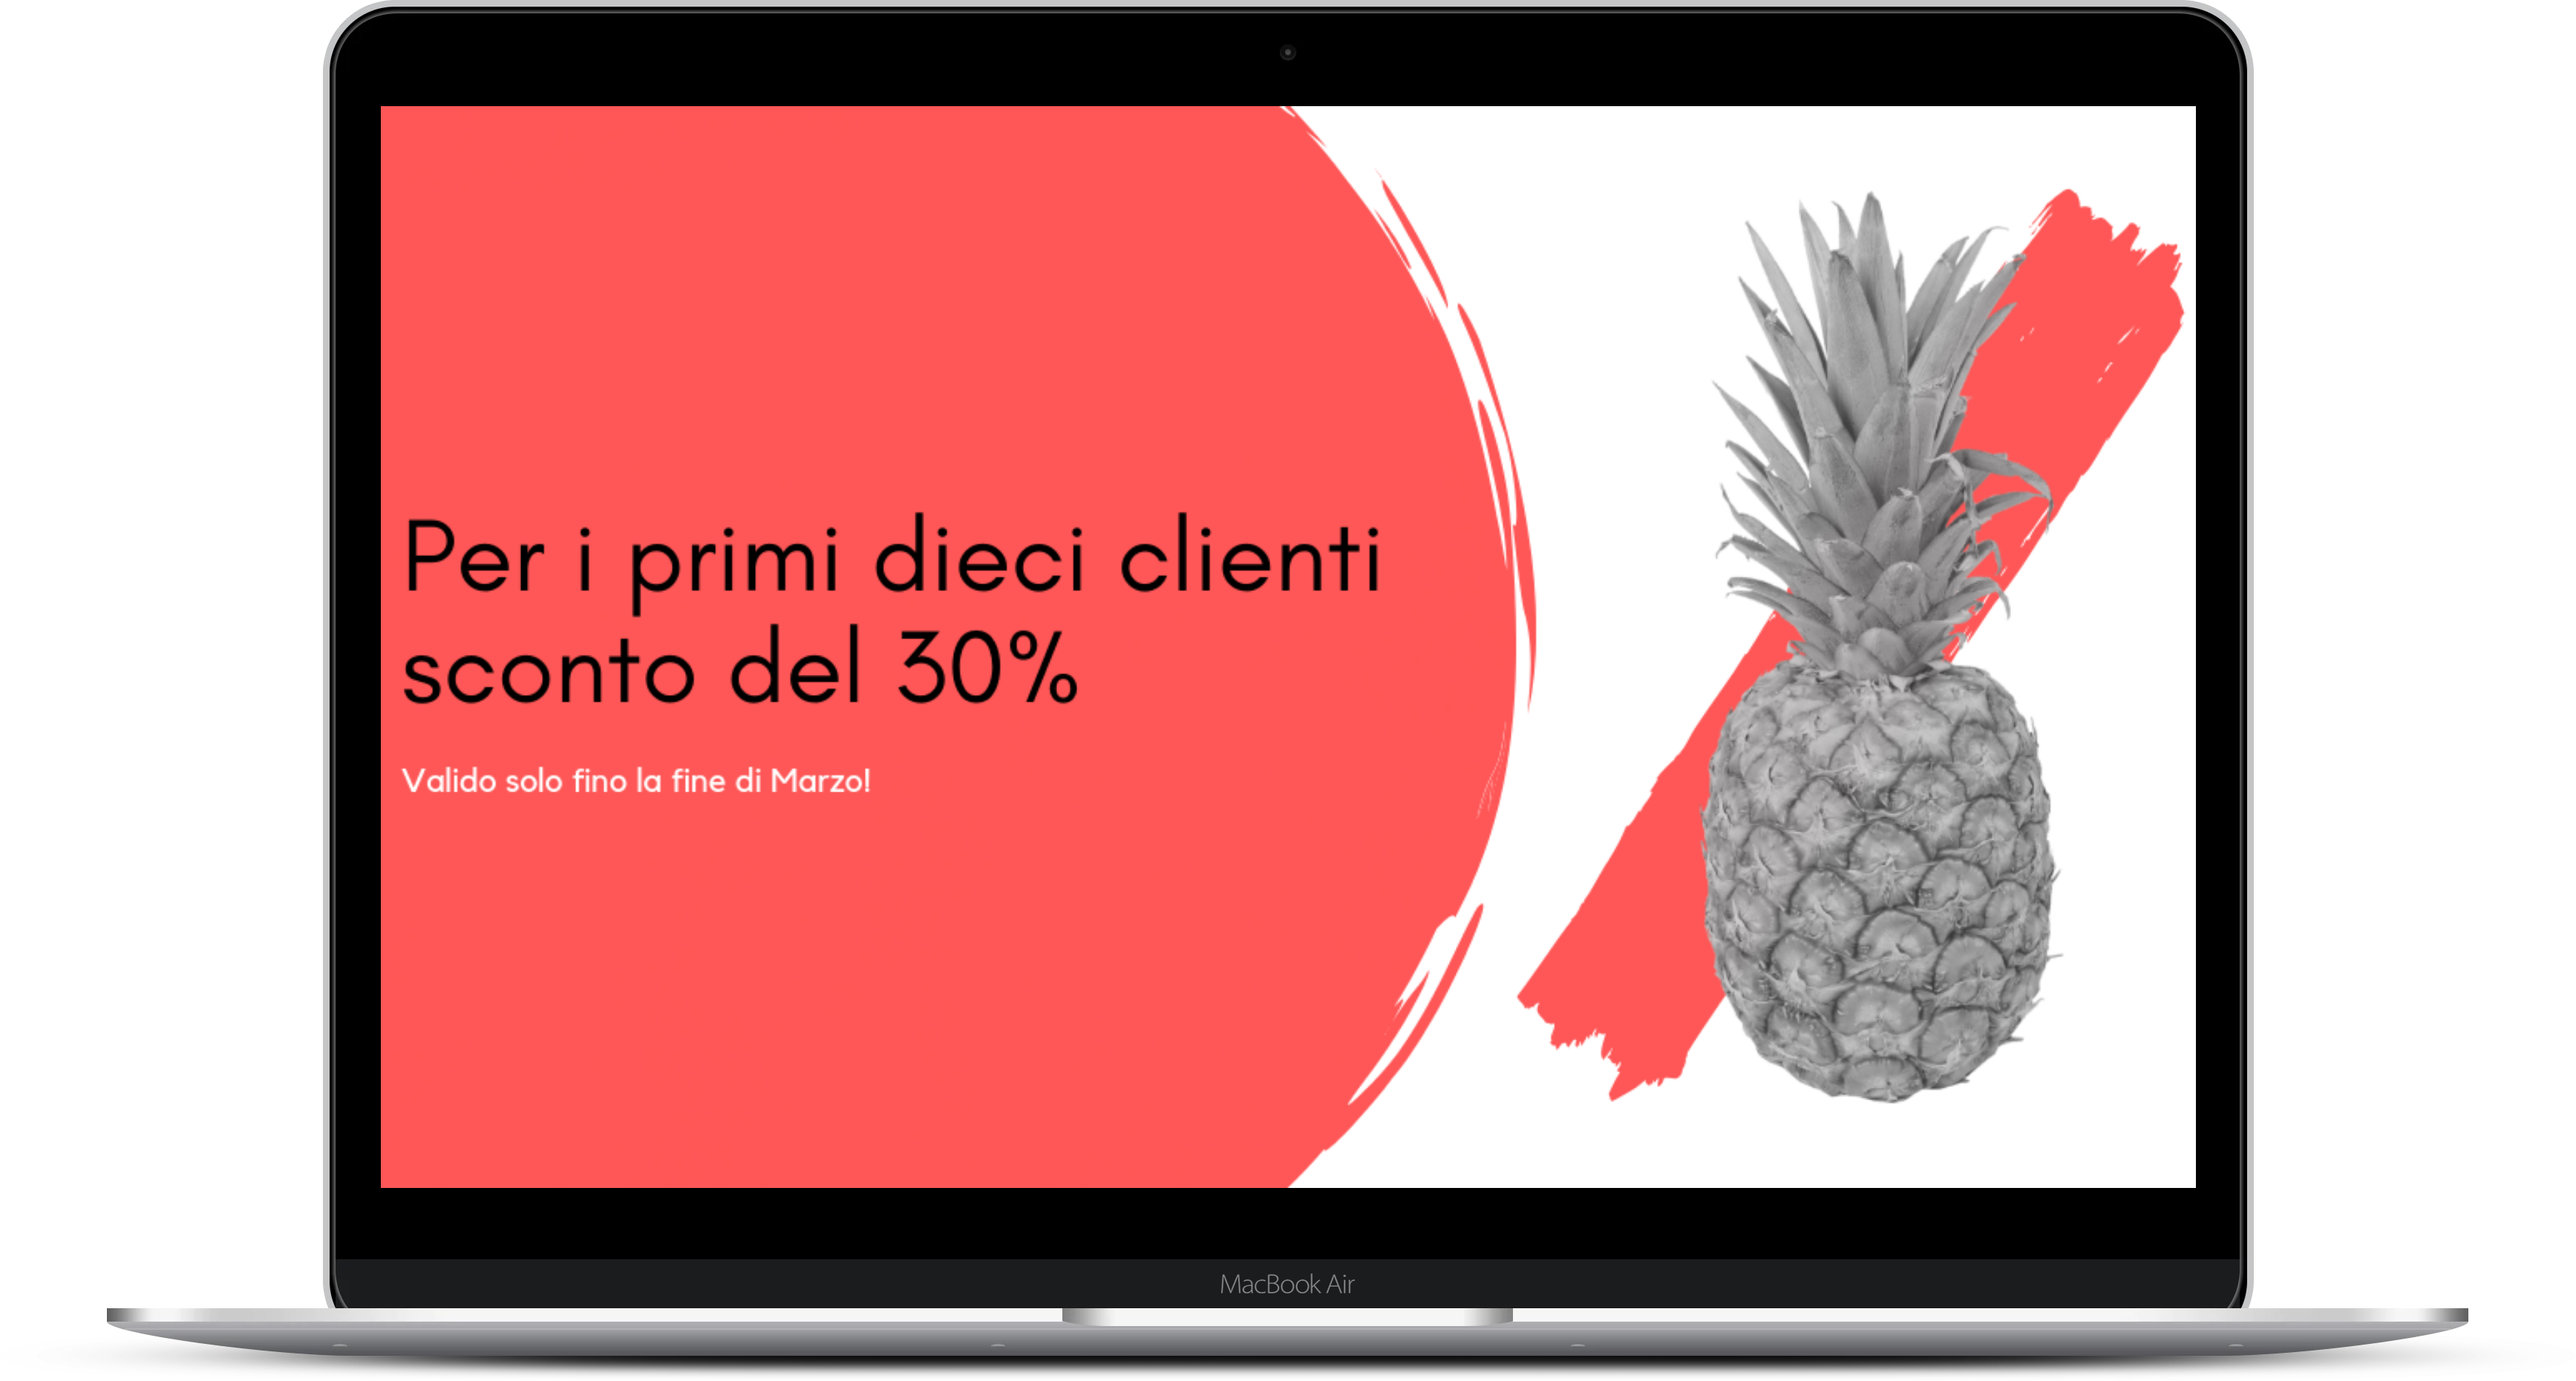 Per i primi dieci clienti
sconto del 30%
Valido solo fino la fine di Marzo!
MacBook Air